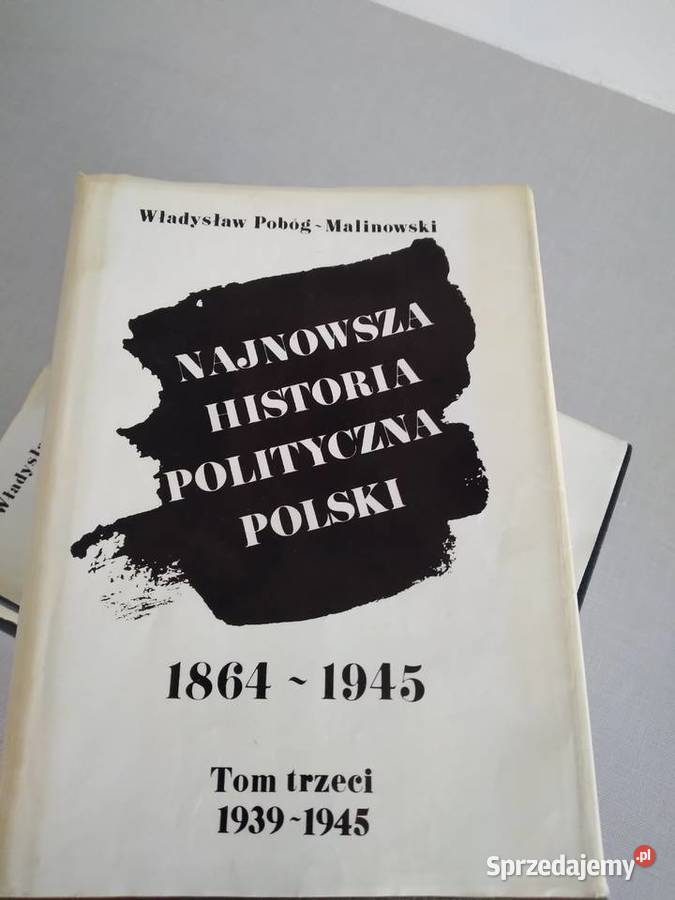 Władysław Pobóg~Malinowski
NAJNOWSZA
HISTORIA
POLITYCZNA
POLSKI
1864 ~ 1945
Tom trzeci
1939~1945
Sprzedajemy.pl